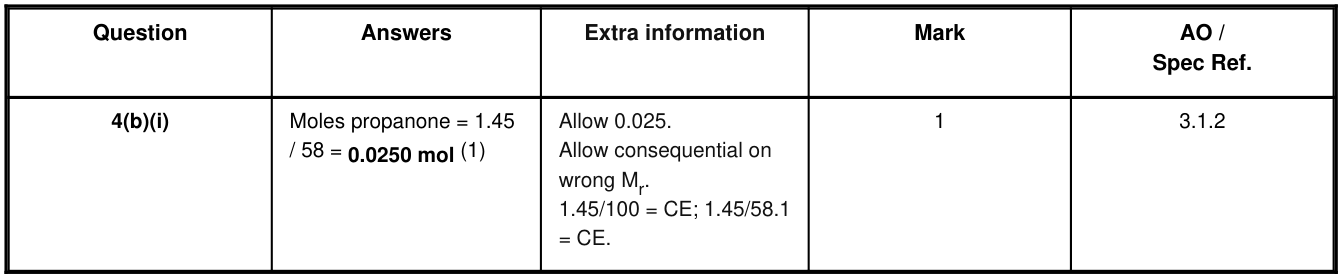 Question Answers Extra information Mark AO /
Spec Ref.
4(b)(i) Moles propanone = 1.45 Allow 0.025. 1 3.1.2
/ 58 = 0.0250 mol (1) Allow consequential on
wrong Mr.
1.45/100 = CE; 1.45/58.1
= CE.